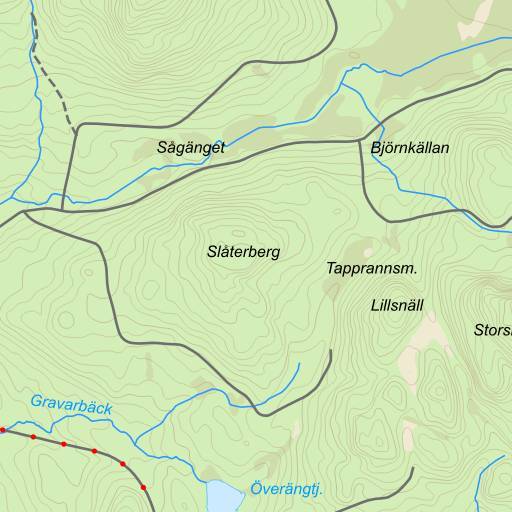 Sågänget
Björnkällan
Slåterberg
Tapprannsm.
Lillsnäll
Gravarbäck
Överängtj.